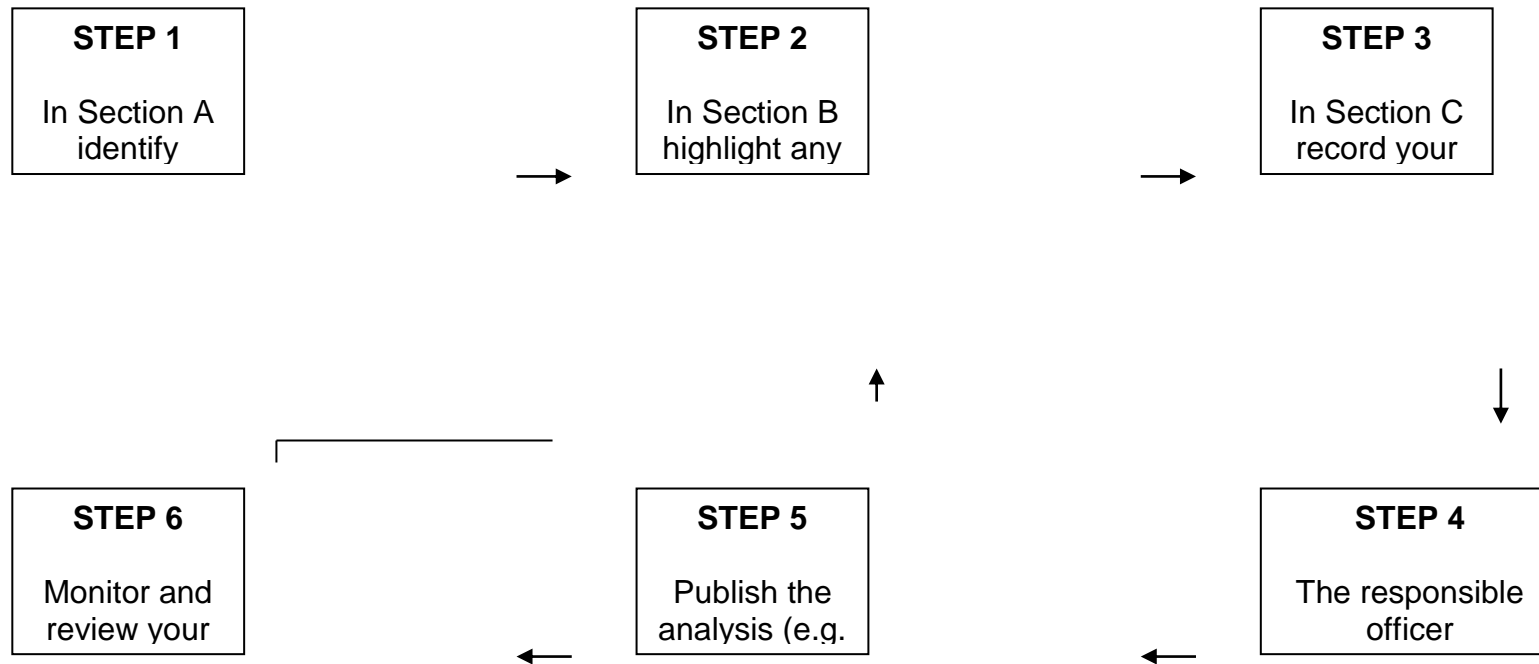 STEP 1
In Section A
identify
STEP 2
In Section B
highlight any
STEP 3
In Section C
record your
STEP 6
Monitor and
review your
STEP 5
Publish the
analysis (e.g.
STEP 4
The responsible
officer